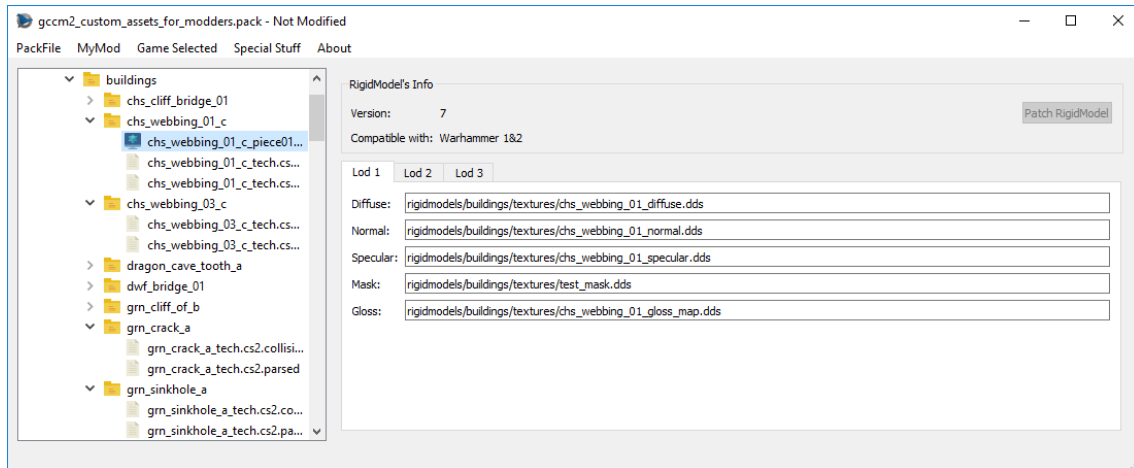 gccm2_custom_assets_for_modders.pack - Not Modified
PackFile MyMod Game Selected Special Stuff About
buildings
chs_cliff_bridge_01
chs_webbing_01_c
chs_webbing_01_c_piece01...
chs_webbing_01_c_tech.cs...
chs_webbing_01_c_tech.cs...
chs_webbing_03_c
chs_webbing_03_c_tech.cs...
chs_webbing_03_c_tech.cs...
dragon_cave_tooth_a
dwf_bridge_01
grn_cliff_of_b
grn_crack_a
grn_crack_a_tech.cs2.collisi...
grn_crack_a_tech.cs2.parsed
grn_sinkhole_a
grn_sinkhole_a_tech.cs2.co...
grn_sinkhole_a_tech.cs2.pa...
RigidModel's Info
Version: 7
Patch RigidModel
Compatible with: Warhammer 1&2
Lod 1 Lod 2 Lod 3
Diffuse: rigidmodels/buildings/textures/chs_webbing_01_diffuse.dds
Normal: rigidmodels/buildings/textures/chs_webbing_01_normal.dds
Specular: rigidmodels/buildings/textures/chs_webbing_01_specular.dds
Mask: rigidmodels/buildings/textures/test_mask.dds
Gloss: rigidmodels/buildings/textures/chs_webbing_01_gloss_map.dds